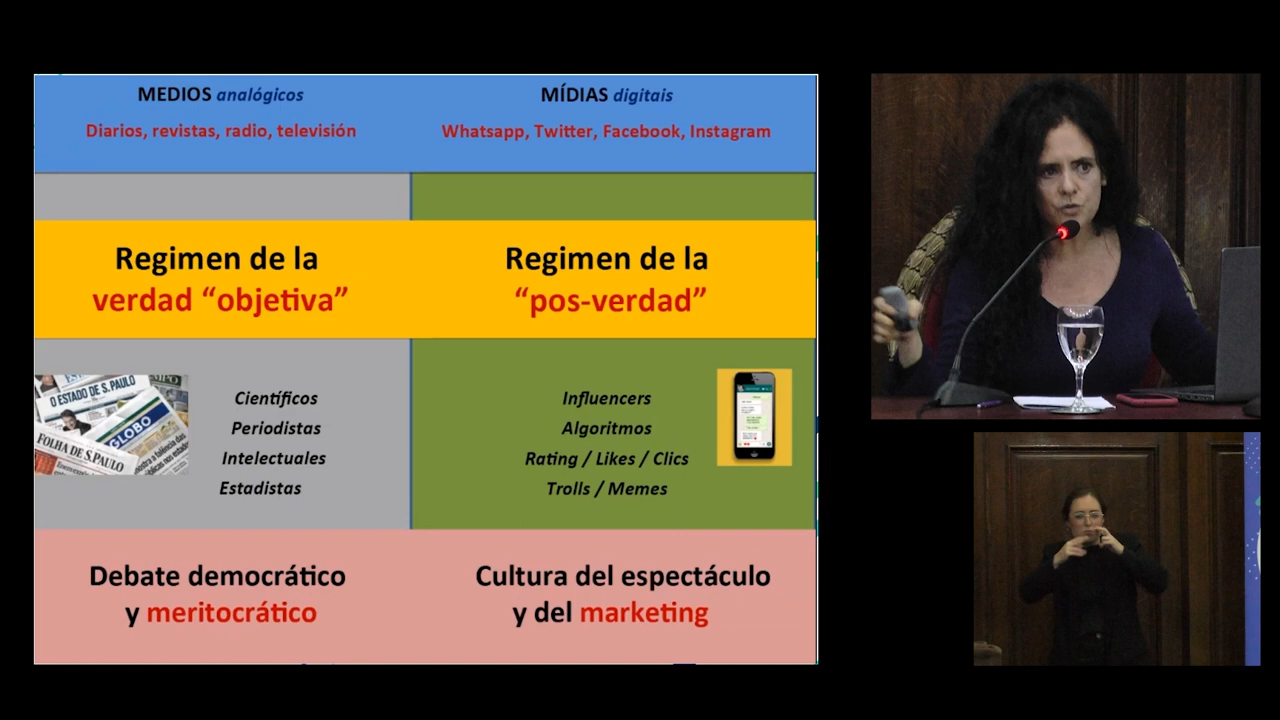 MEDIOS analógicos
Diarios, revistas, radio, televisión
MÍDIAS digitais
Whatsapp, Twitter, Facebook, Instagram
Regimen de la
verdad “objetiva”
Regimen de la
“pos-verdad”
O ESTADO DE S. PAULO
GLOBO
FOLHA DE S.PAULO
Científicos
Periodistas
Intelectuales
Estadistas
Influencers
Algoritmos
Rating / Likes / Clics
Trolls / Memes
Debate democrático
y meritocrático
Cultura del espectáculo
y del marketing